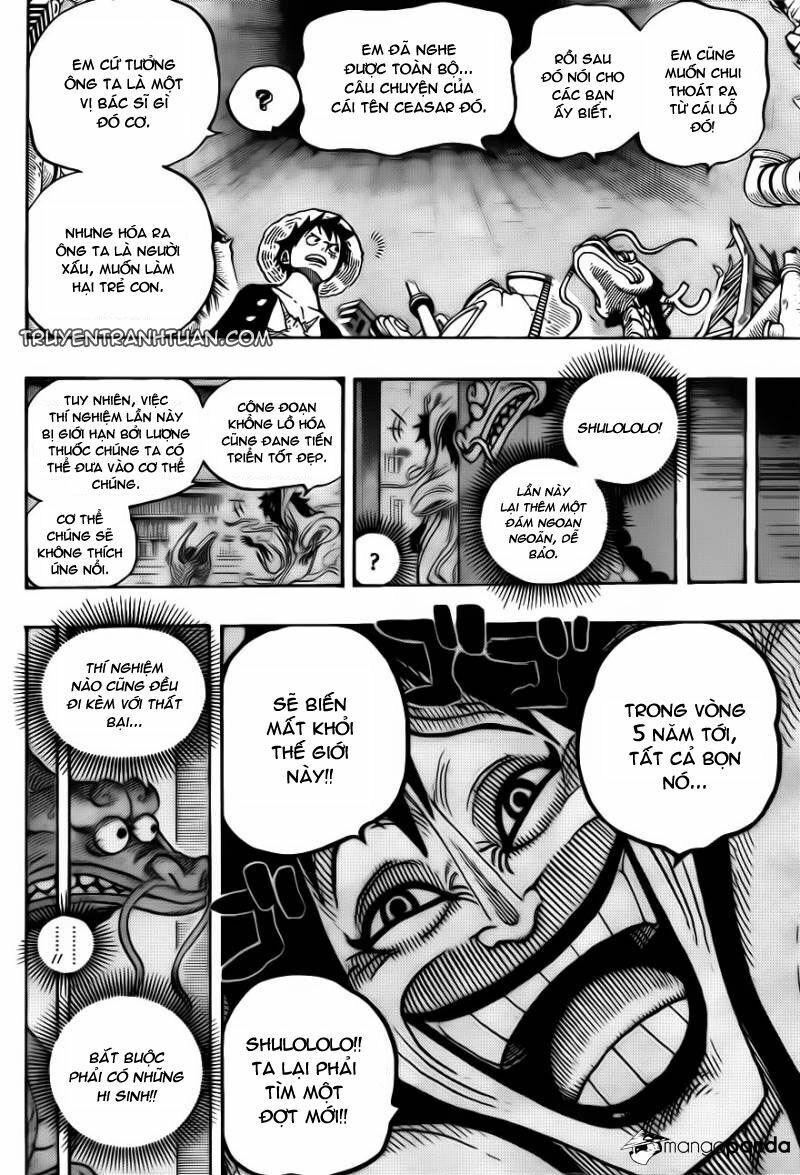 EM CŨNG
MUỐN CHUI
THOÁT RA
TỪ CÁI LỖ
ĐÓ!
RỒI SAU
ĐÓ NÓI CHO
CÁC BẠN
ẤY BIẾT.
EM ĐÃ NGHE
ĐƯỢC TOÀN BỘ...
CÂU CHUYỆN CỦA
CÁI TÊN CEASAR ĐÓ.
?
EM CỨ TƯỞNG
ÔNG TA LÀ MỘT
VỊ BÁC SĨ GÌ
ĐÓ CƠ.
NHƯNG HÓA RA
ÔNG TA LÀ NGƯỜI
XẤU, MUỐN LÀM
HẠI TRẺ CON.
TRUYENTRANHTUAN.COM
SHULOLOLO!
LẦN NÀY
LẠI THÊM MỘT
ĐÁM NGOAN
NGOÃN, DỄ
BẢO.
?
CÔNG ĐOẠN
KHỔNG LỒ HÓA
CŨNG ĐANG TIẾN
TRIỂN TỐT ĐẸP.
TUY NHIÊN, VIỆC
THÍ NGHIỆM LẦN NÀY
BỊ GIỚI HẠN BỞI LƯỢNG
THUỐC CHÚNG TA CÓ
THỂ ĐƯA VÀO CƠ THỂ
CHÚNG.
CƠ THỂ
CHÚNG SẼ
KHÔNG THÍCH
ỨNG NỔI.
TRONG VÒNG
5 NĂM TỚI,
TẤT CẢ BỌN
NÓ...
SẼ BIẾN
MẤT KHỎI
THẾ GIỚI
NÀY!!
SHULOLOLO!!
TA LẠI PHẢI
TÌM MỘT
ĐỢT MỚI!!
THÍ NGHIỆM
NÀO CŨNG ĐỀU
ĐI KÈM VỚI THẤT
BẠI...
BẮT BUỘC
PHẢI CÓ NHỮNG
HI SINH!!
mangapanda